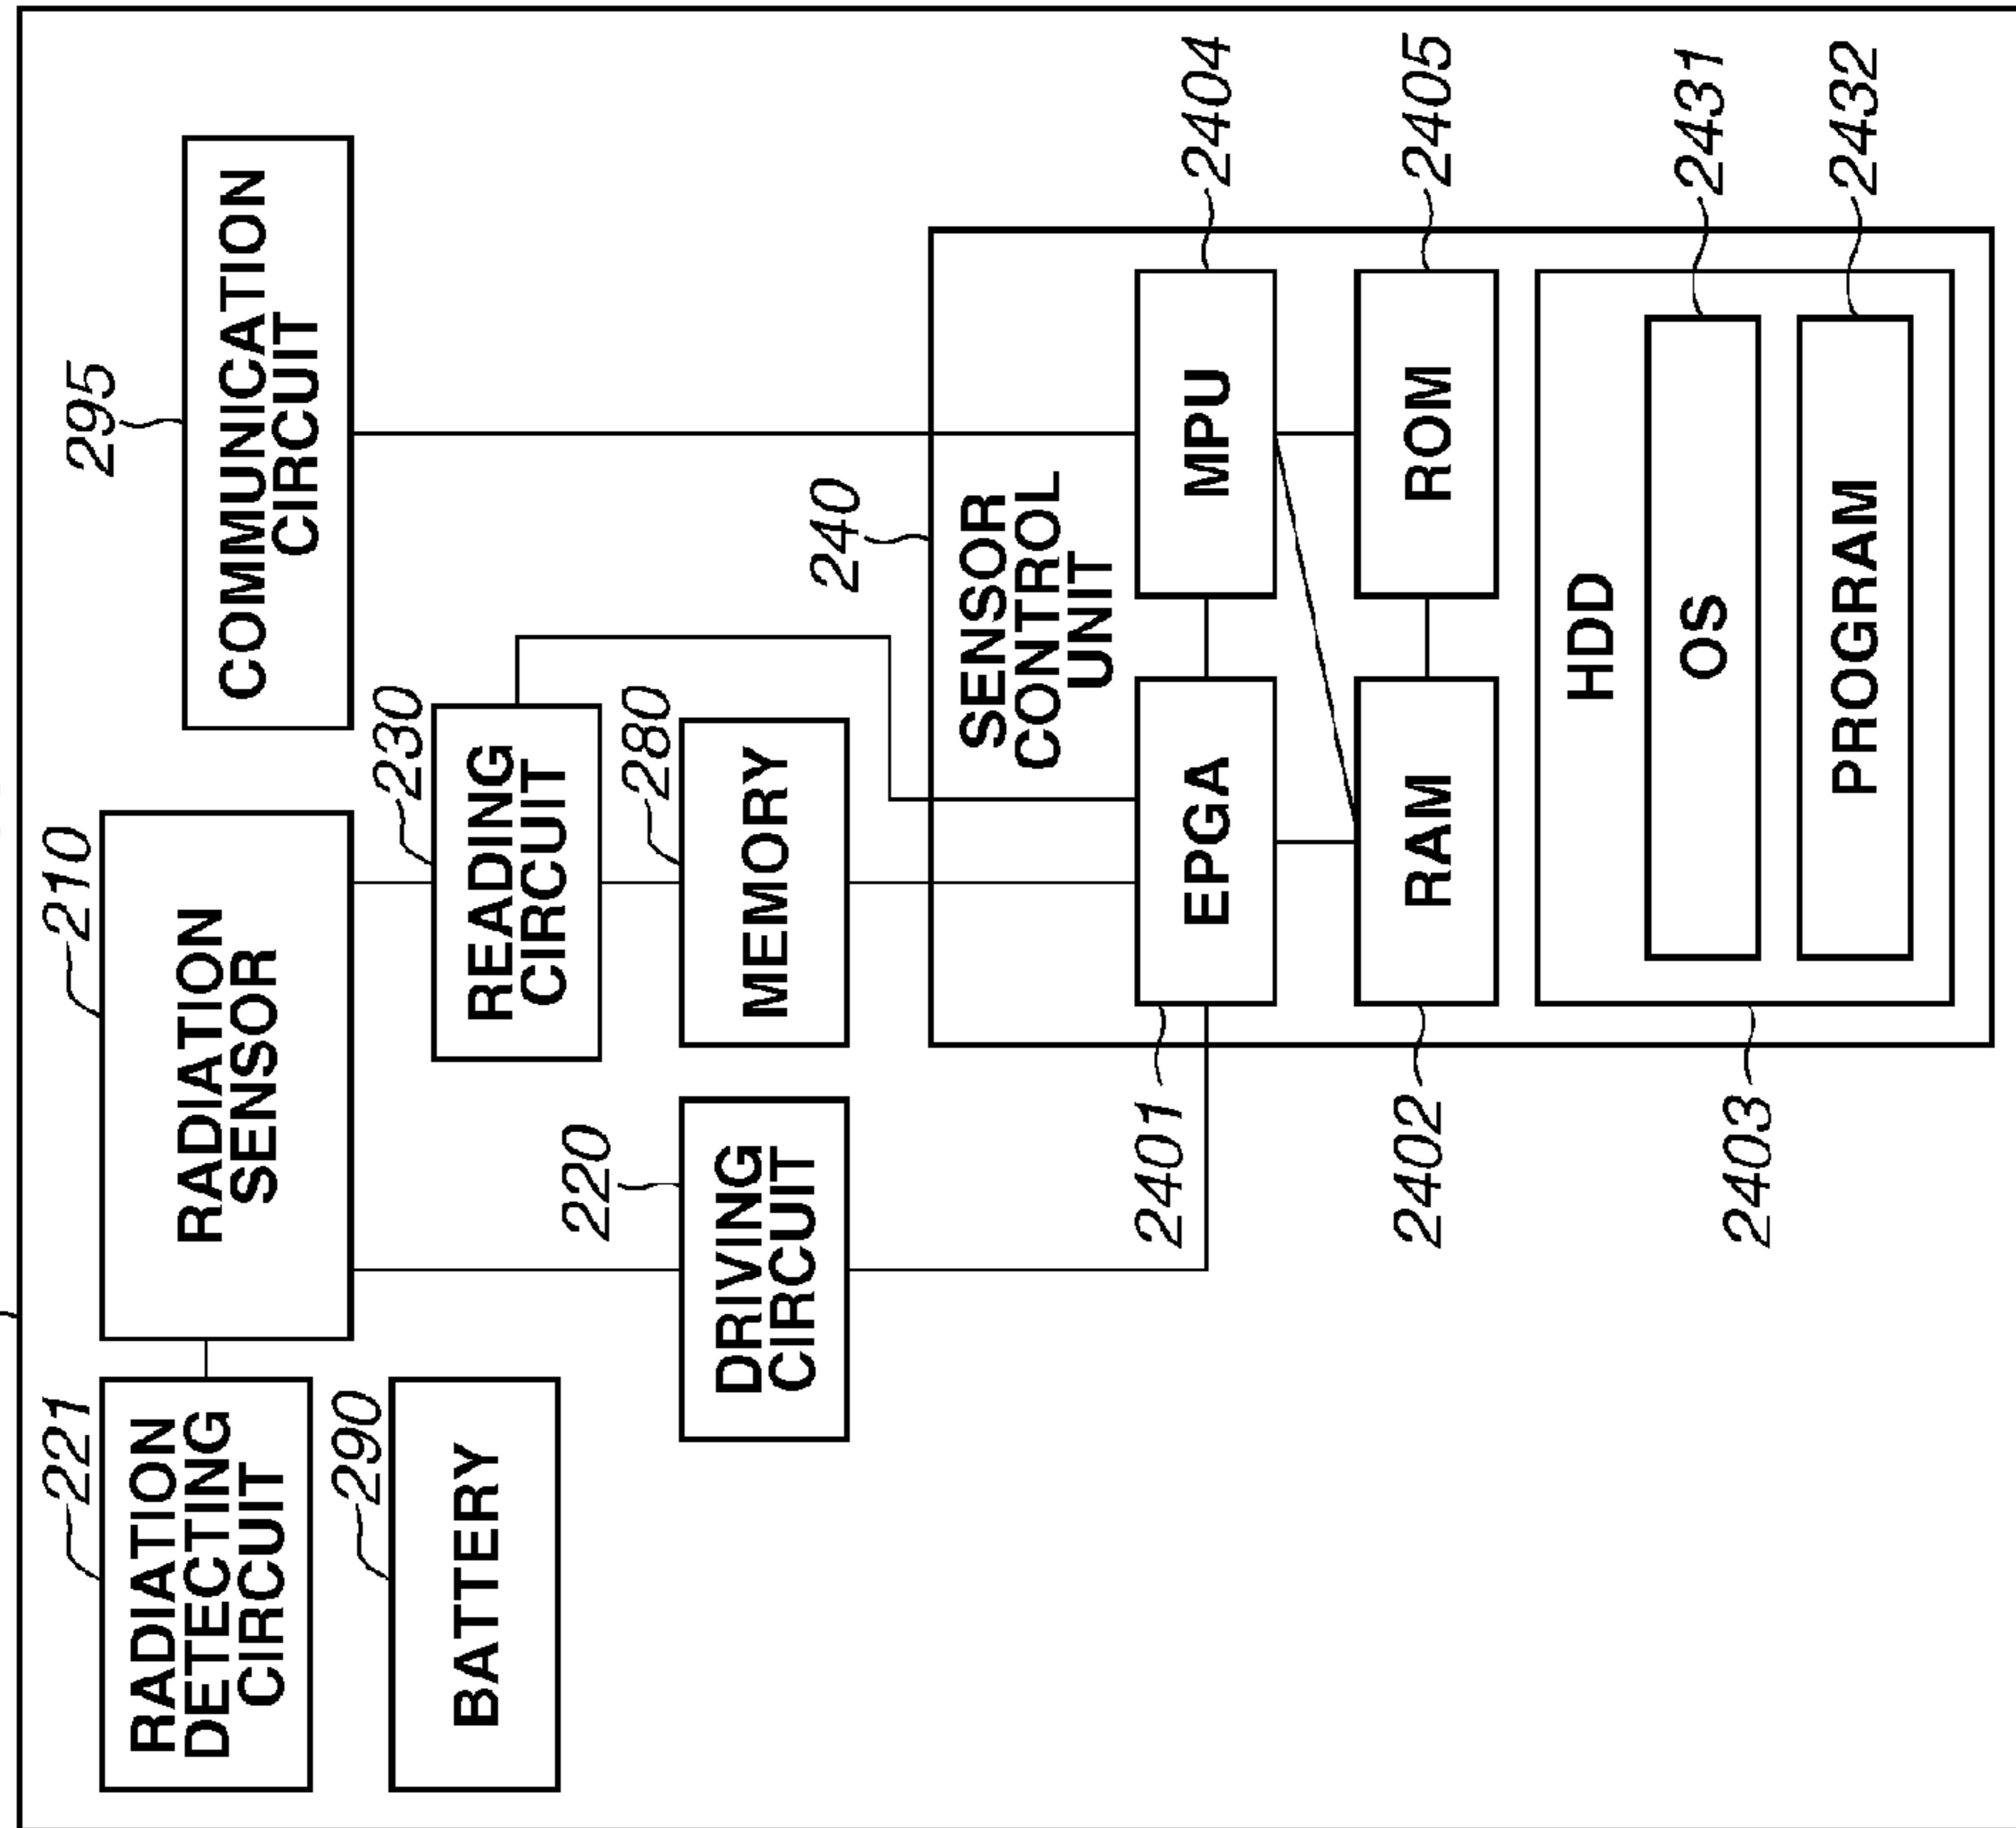 221
RADIATION
DETECTING
CIRCUIT
210
RADIATION
SENSOR
295
COMMUNICATION
CIRCUIT
290
BATTERY
230
READING
CIRCUIT
220
DRIVING
CIRCUIT
280
MEMORY
240
SENSOR
CONTROL
UNIT
2401
EPGA
MPU
2404
2402
RAM
ROM
2405
2403
HDD
OS
2431
PROGRAM
2432